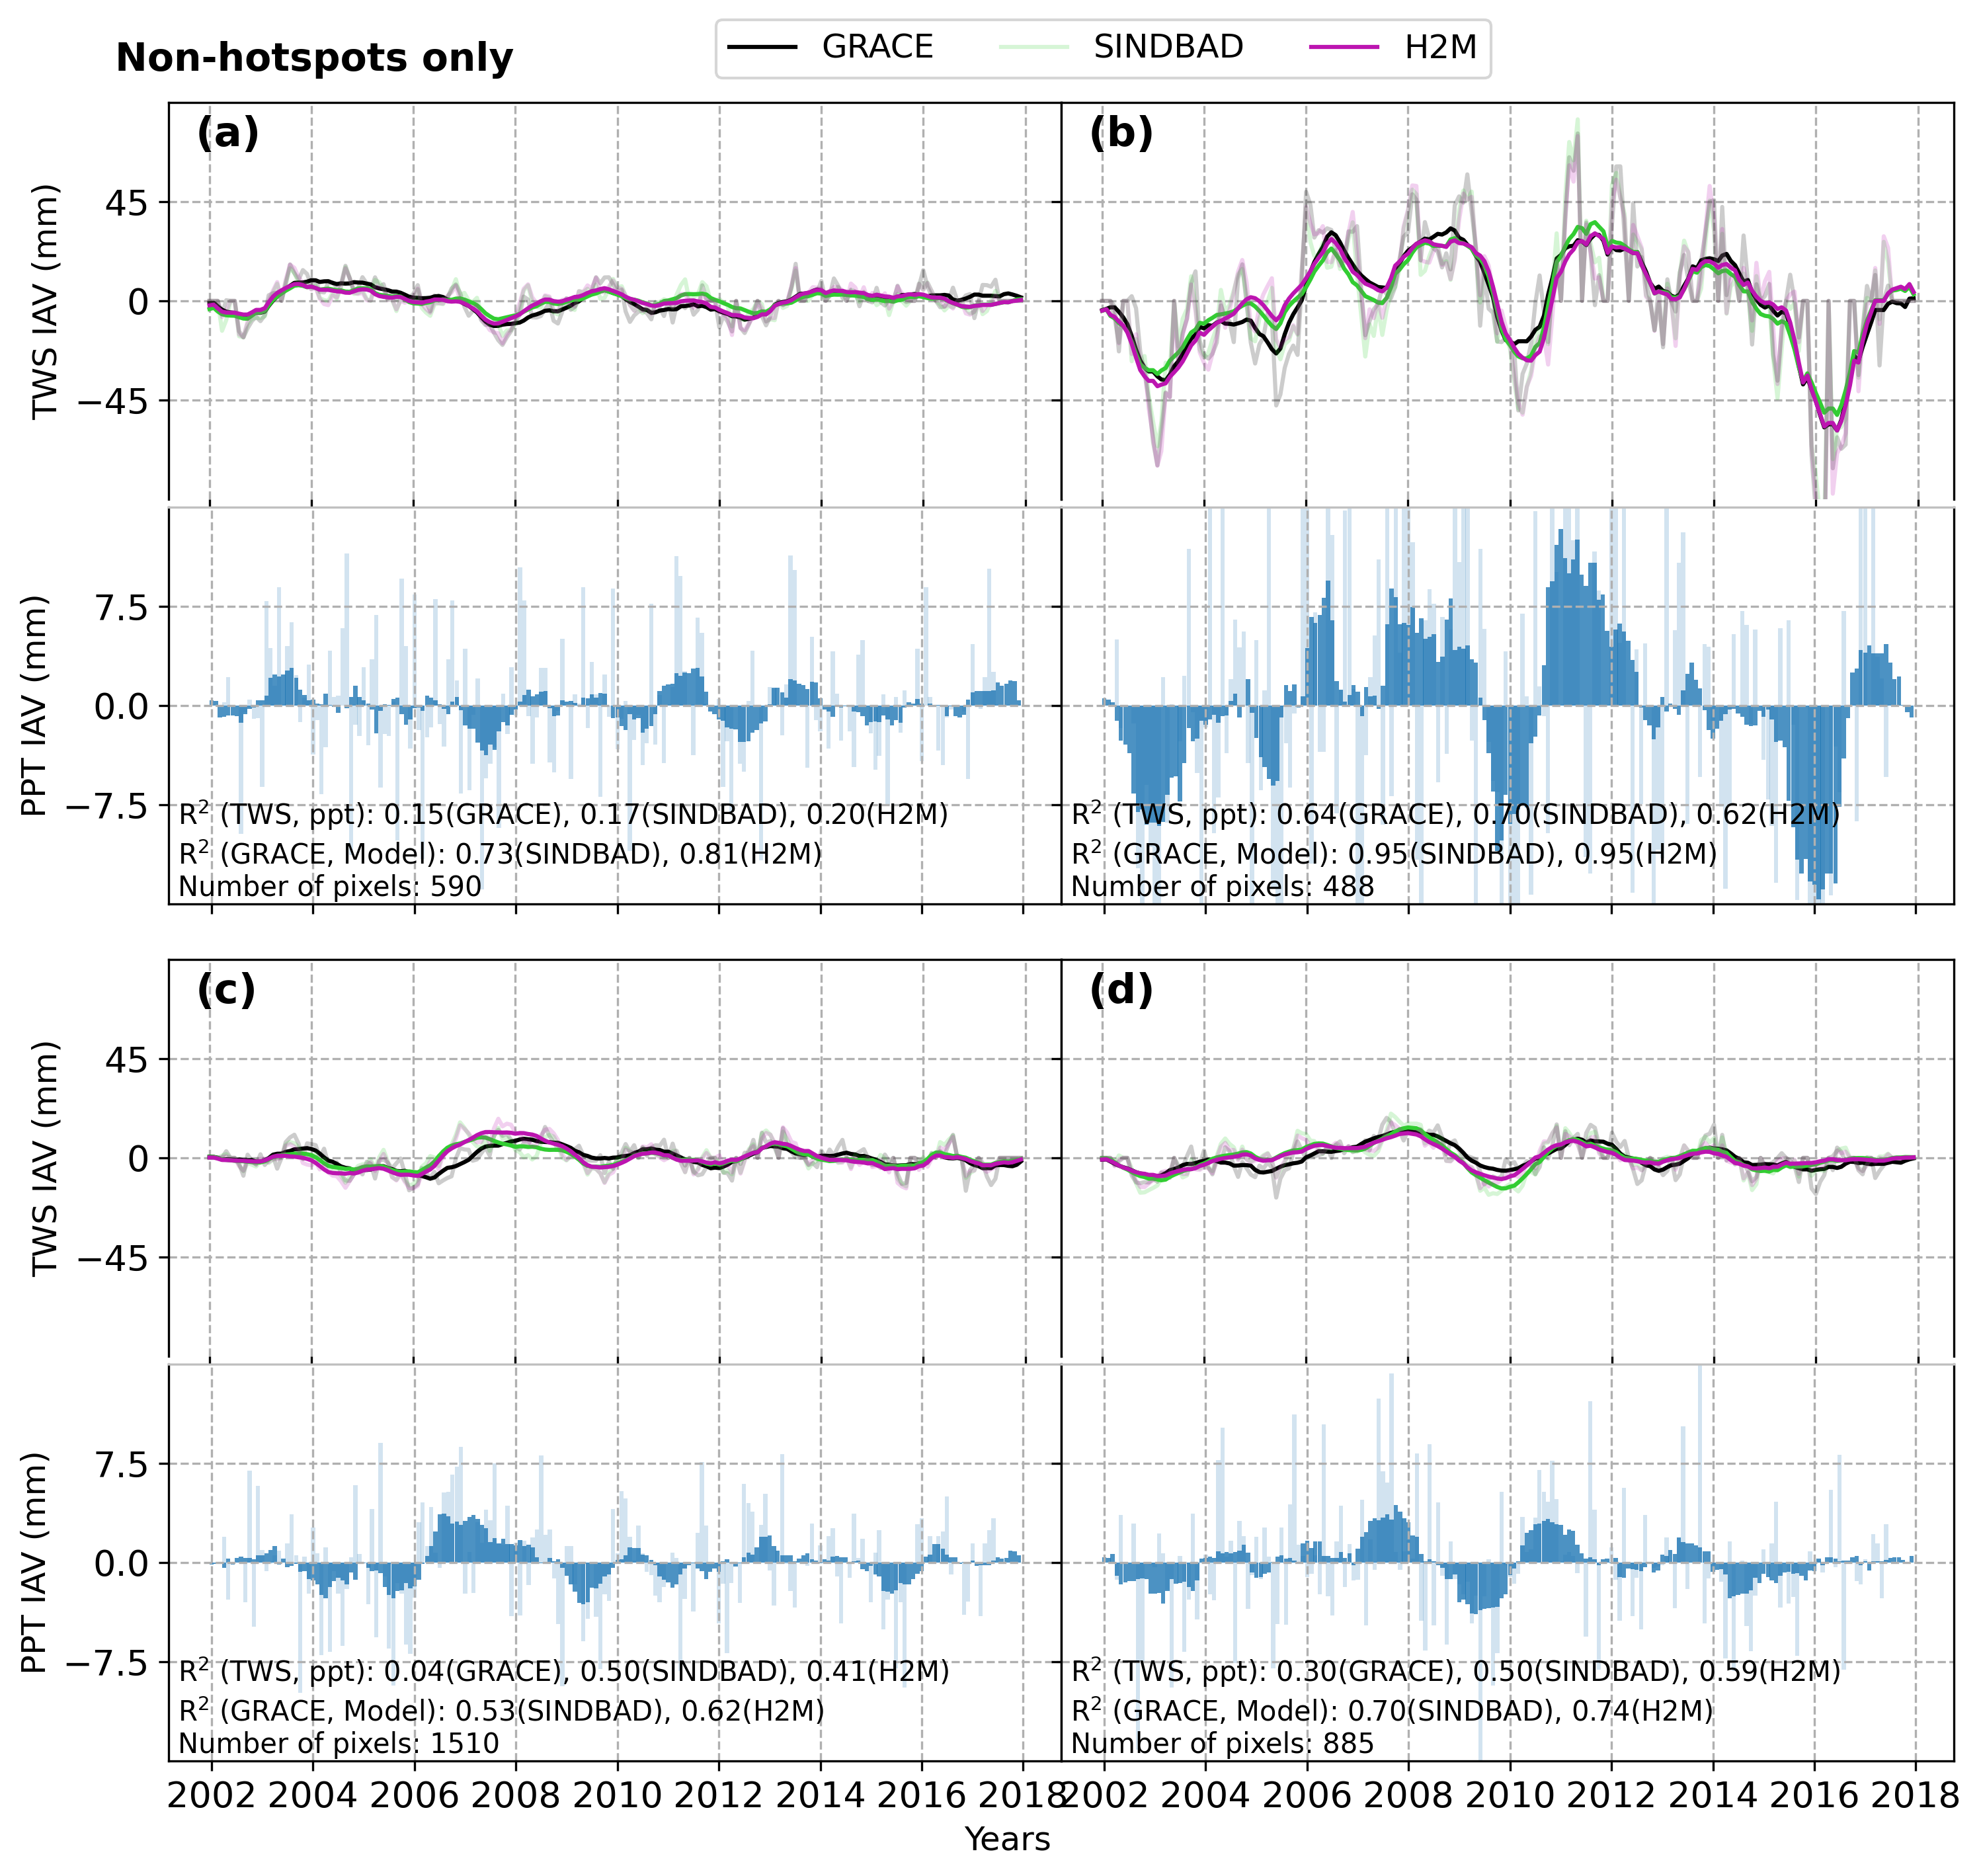 Non-hotspots only
GRACE SINDBAD H2M
(a)
TWS IAV (mm)
45
0
−45
(b)
PPT IAV (mm)
7.5
0.0
−7.5
R² (TWS, ppt): 0.15(GRACE), 0.17(SINDBAD), 0.20(H2M)
R² (GRACE, Model): 0.73(SINDBAD), 0.81(H2M)
Number of pixels: 590
R² (TWS, ppt): 0.64(GRACE), 0.70(SINDBAD), 0.62(H2M)
R² (GRACE, Model): 0.95(SINDBAD), 0.95(H2M)
Number of pixels: 488
(c)
TWS IAV (mm)
45
0
−45
(d)
PPT IAV (mm)
7.5
0.0
−7.5
R² (TWS, ppt): 0.04(GRACE), 0.50(SINDBAD), 0.41(H2M)
R² (GRACE, Model): 0.53(SINDBAD), 0.62(H2M)
Number of pixels: 1510
R² (TWS, ppt): 0.30(GRACE), 0.50(SINDBAD), 0.59(H2M)
R² (GRACE, Model): 0.70(SINDBAD), 0.74(H2M)
Number of pixels: 885
2002 2004 2006 2008 2010 2012 2014 2016 2018
2002 2004 2006 2008 2010 2012 2014 2016 2018
Years